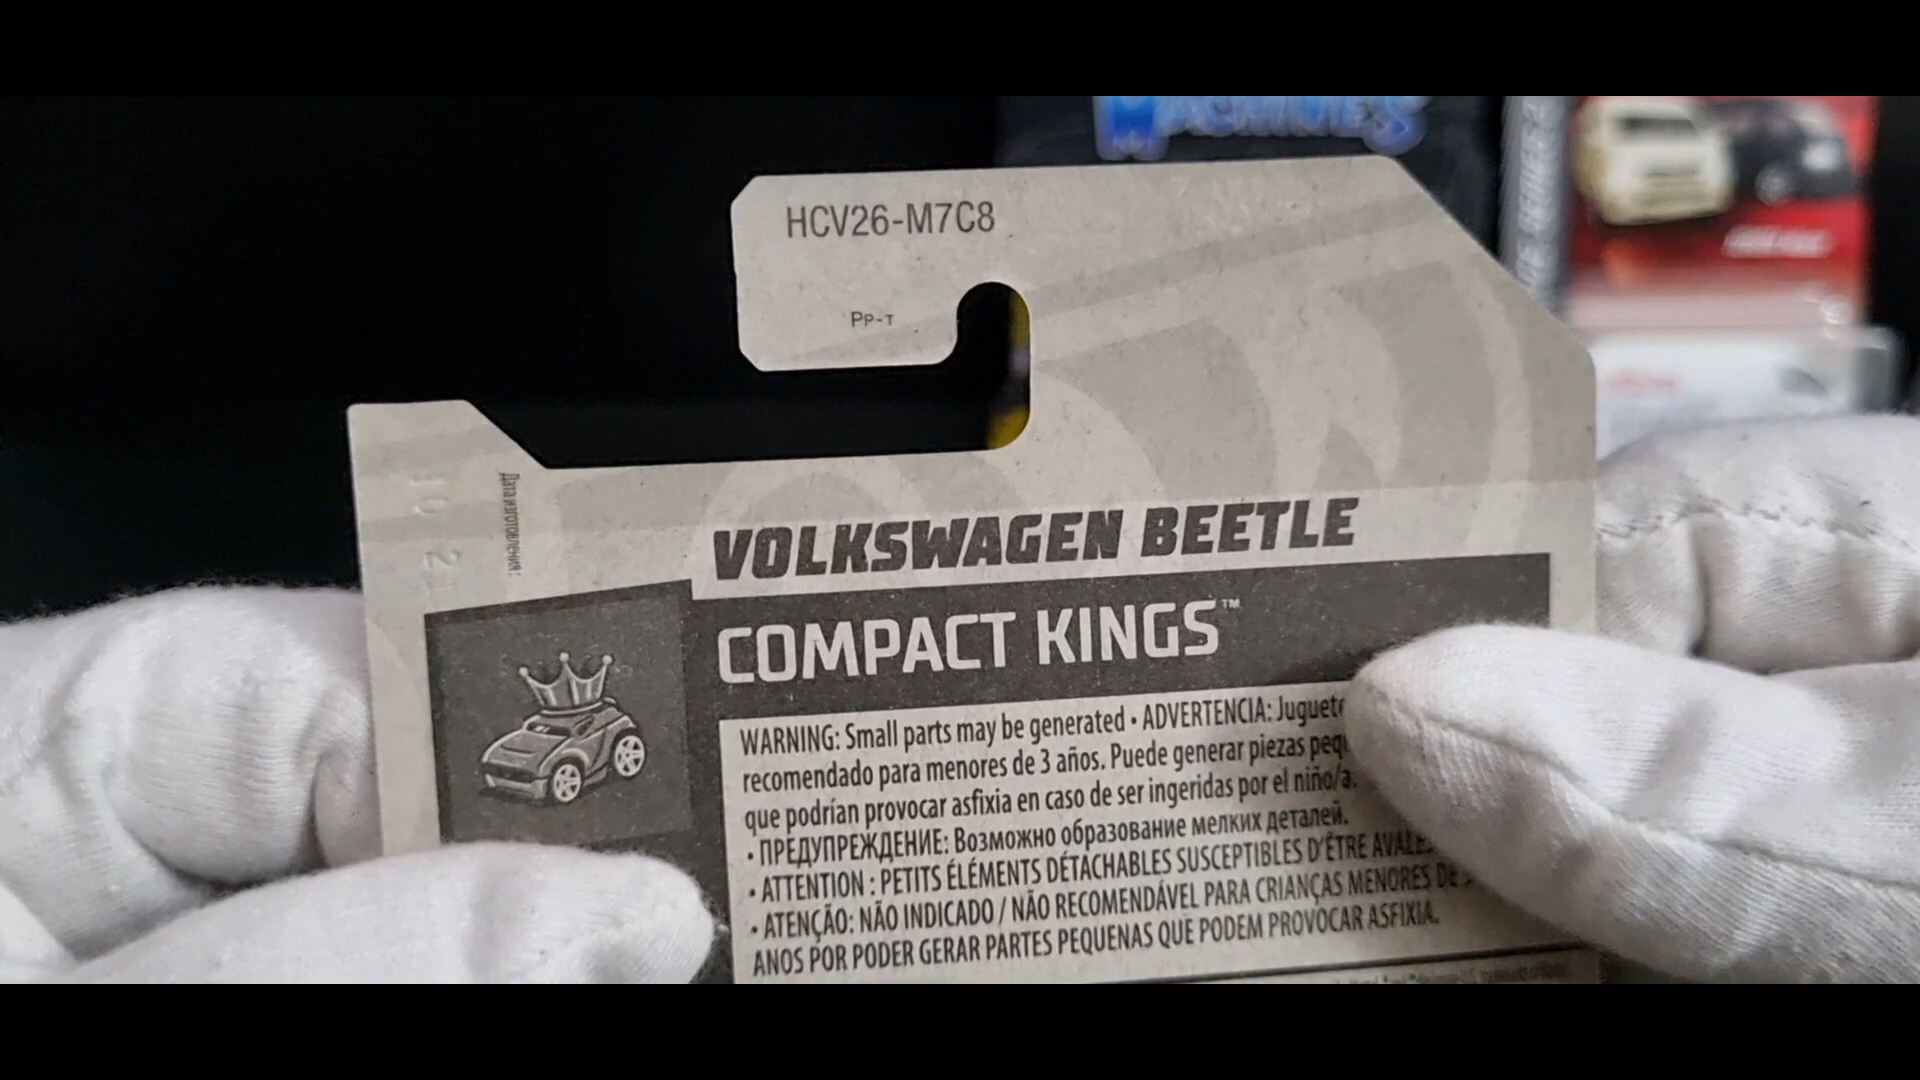 MACHINES
HCV26-M7C8
PP-T
Дата изготовления:
10 21
VOLKSWAGEN BEETLE
COMPACT KINGS™
WARNING: Small parts may be generated • ADVERTENCIA: Juguete
recomendado para menores de 3 años. Puede generar piezas
que podrían provocar asfixia en caso de ser ingeridas por el niño/a.
• ПРЕДУПРЕЖДЕНИЕ: Возможно образование мелких деталей.
• ATTENTION : PETITS ÉLÉMENTS DÉTACHABLES SUSCEPTIBLES D'ÊTRE
• ATENÇÃO: NÃO INDICADO / NÃO RECOMENDÁVEL PARA CRIANÇAS MENORES DE
ANOS POR PODER GERAR PARTES PEQUENAS QUE PODEM PROVOCAR ASFIXIA.